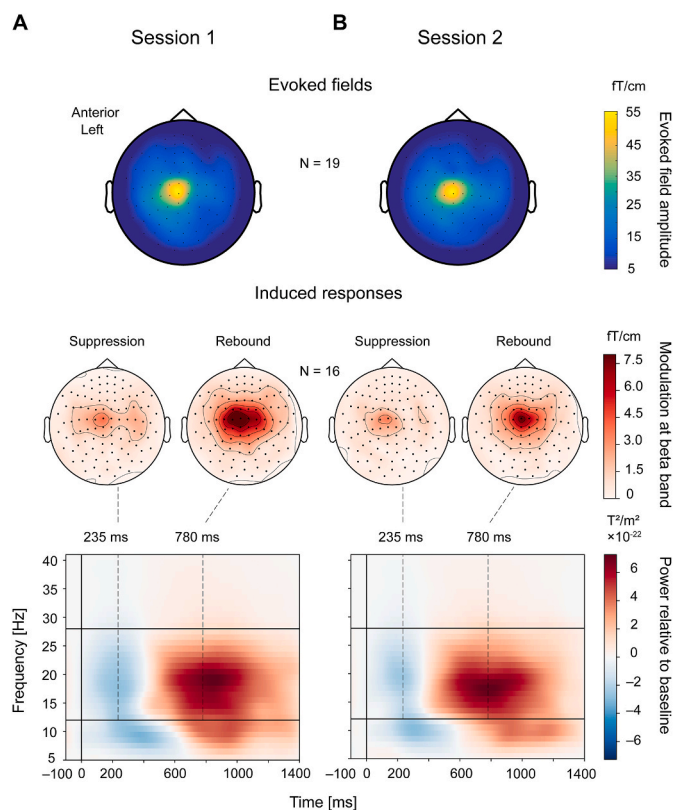 A
B
Session 1
Session 2
Evoked fields
fT/cm
Anterior
Left
N = 19
55
45
35
25
15
5
Evoked field amplitude
Induced responses
Suppression
Rebound
Suppression
Rebound
N = 16
fT/cm
7.5
6.0
4.5
3.0
1.5
0
Modulation at beta band
235 ms
780 ms
235 ms
780 ms
T²/m²
×10⁻²²
40
35
30
25
20
15
10
5
Frequency [Hz]
6
4
2
0
−2
−4
−6
Power relative to baseline
−100 0 200 600 1000 1400
−100 0 200 600 1000 1400
Time [ms]